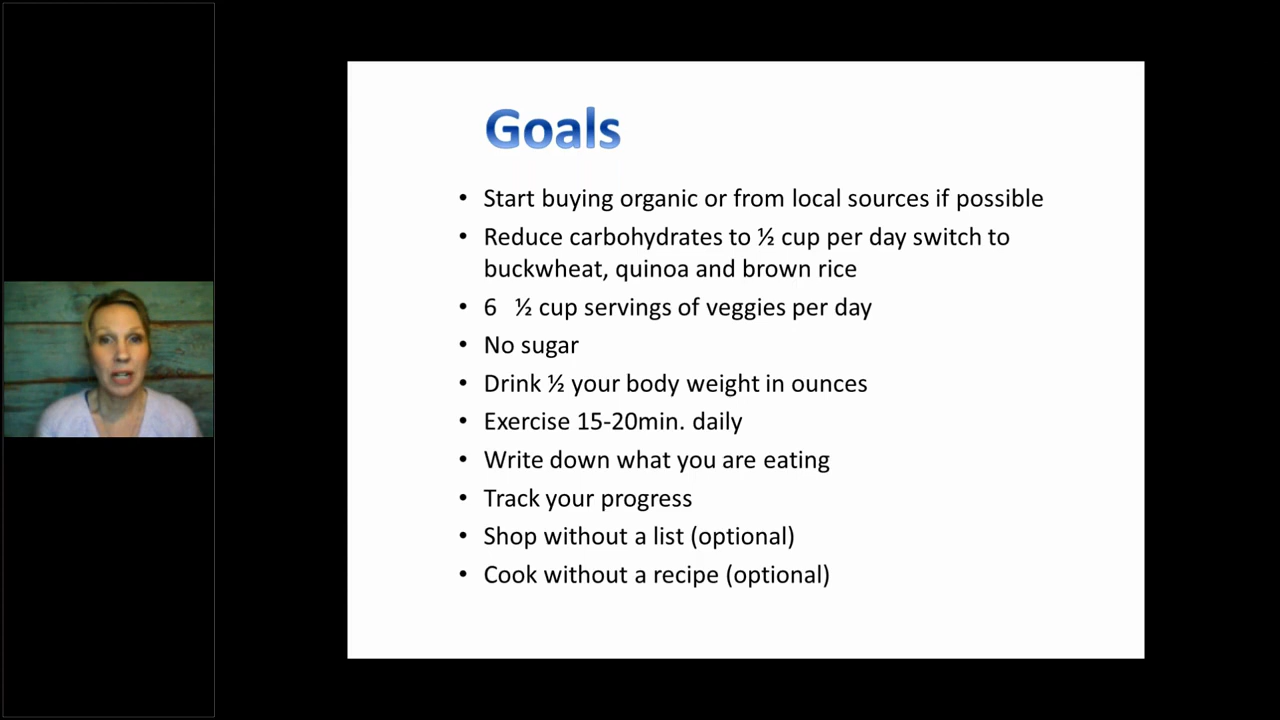 Goals
• Start buying organic or from local sources if possible
• Reduce carbohydrates to ½ cup per day switch to
buckwheat, quinoa and brown rice
• 6 ½ cup servings of veggies per day
• No sugar
• Drink ½ your body weight in ounces
• Exercise 15-20min. daily
• Write down what you are eating
• Track your progress
• Shop without a list (optional)
• Cook without a recipe (optional)